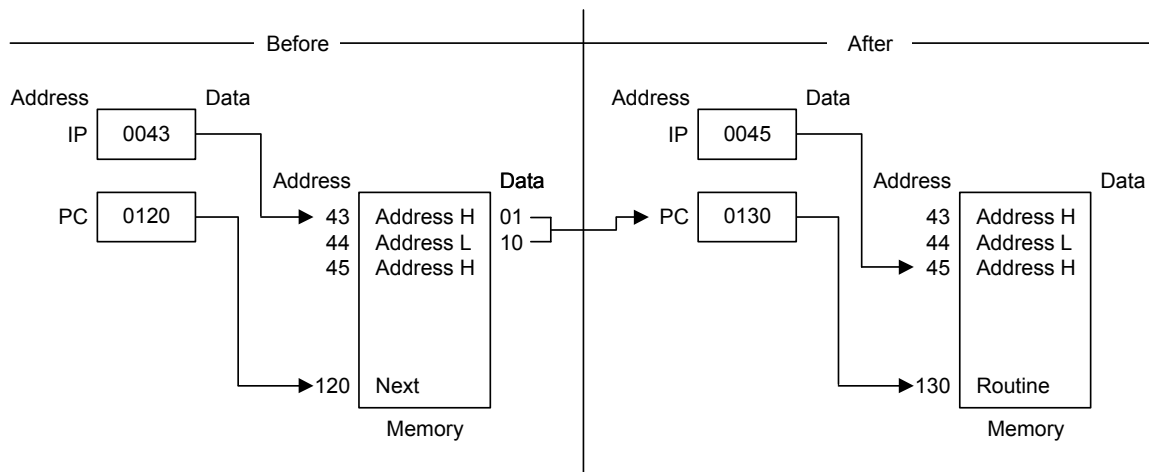 Before
After
Address Data
IP 0043
Address Data
PC 0120
43 Address H 01
44 Address L 10
45 Address H
120 Next
Memory
Address Data
IP 0045
Address Data
PC 0130
43 Address H
44 Address L
45 Address H
130 Routine
Memory